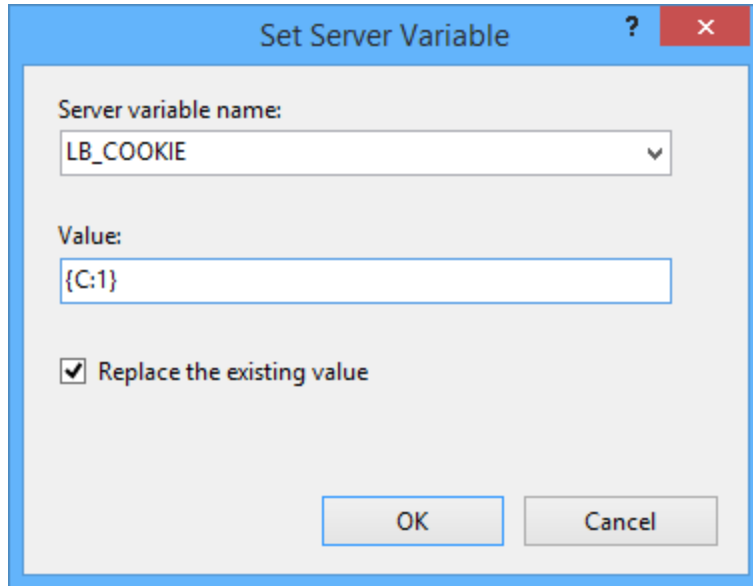 Set Server Variable
?
×
Server variable name:
LB_COOKIE
Value:
{C:1}
Replace the existing value
OK
Cancel